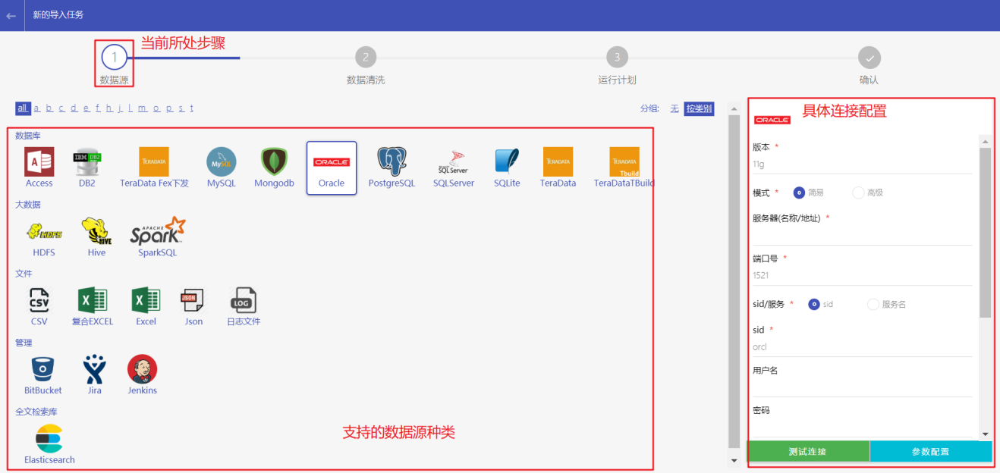 新的导入任务
当前所处步骤
1 2 3
数据源 数据清洗 运行计划 确认
all a b c d e f h j l m o p s t 分组: 无 按类别
具体连接配置
ORACLE
数据库
IBM DB2 TERADATA MySQL ORACLE SQL Server TERADATA TERADATA Tbuild
Access DB2 TeraData Fex下发 MySQL Mongodb Oracle PostgreSQL SQLServer SQLite TeraData TeraDataTBuild
大数据
HDFS HIVE APACHE Spark
HDFS Hive SparkSQL
文件
CSV JSON LOG
CSV 复合EXCEL Excel Json 日志文件
管理
BitBucket Jira Jenkins
全文检索库
Elasticsearch
支持的数据源种类
版本 *
11g
模式 * 简易 高级
服务器(名称/地址) *
端口号 *
1521
sid/服务 * sid 服务名
sid *
orcl
用户名
密码
测试连接 参数配置